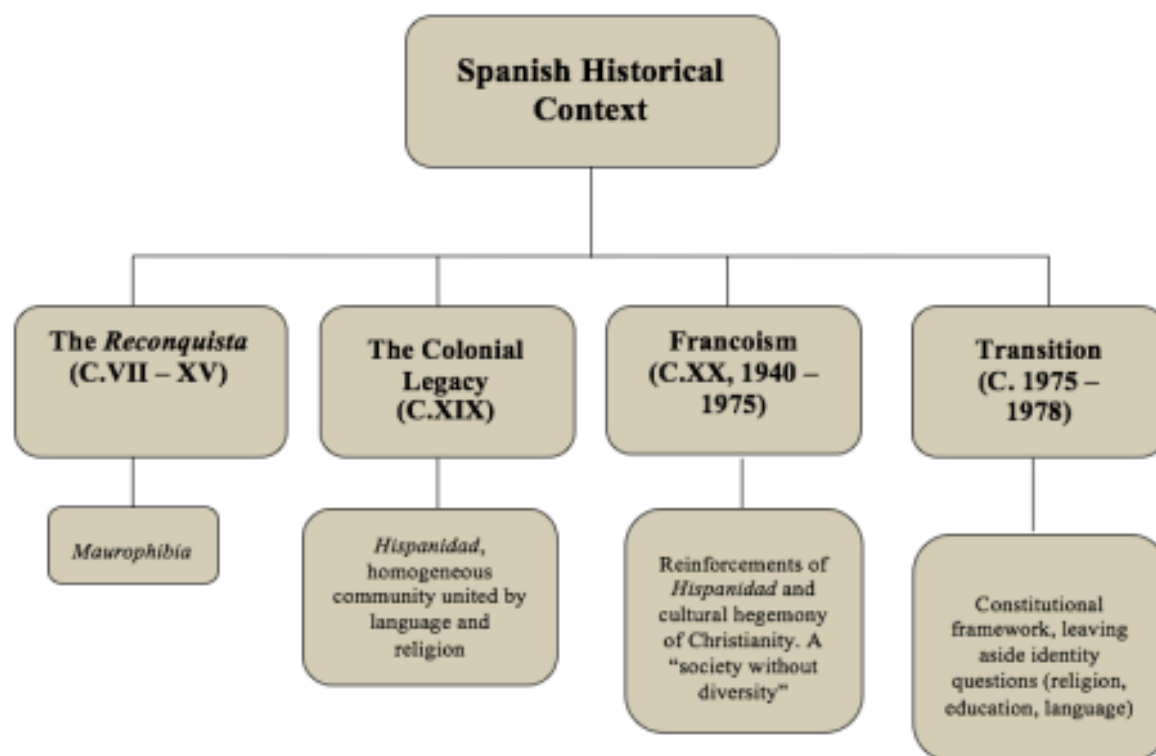 Spanish Historical
Context
The Reconquista
(C.VII – XV)
Maurophibia
The Colonial
Legacy
(C.XIX)
Hispanidad,
homogeneous
community united by
language and
religion
Francoism
(C.XX, 1940 –
1975)
Reinforcements of
Hispanidad and
cultural hegemony
of Christianity. A
“society without
diversity”
Transition
(C. 1975 –
1978)
Constitutional
framework, leaving
aside identity
questions (religion,
education, language)